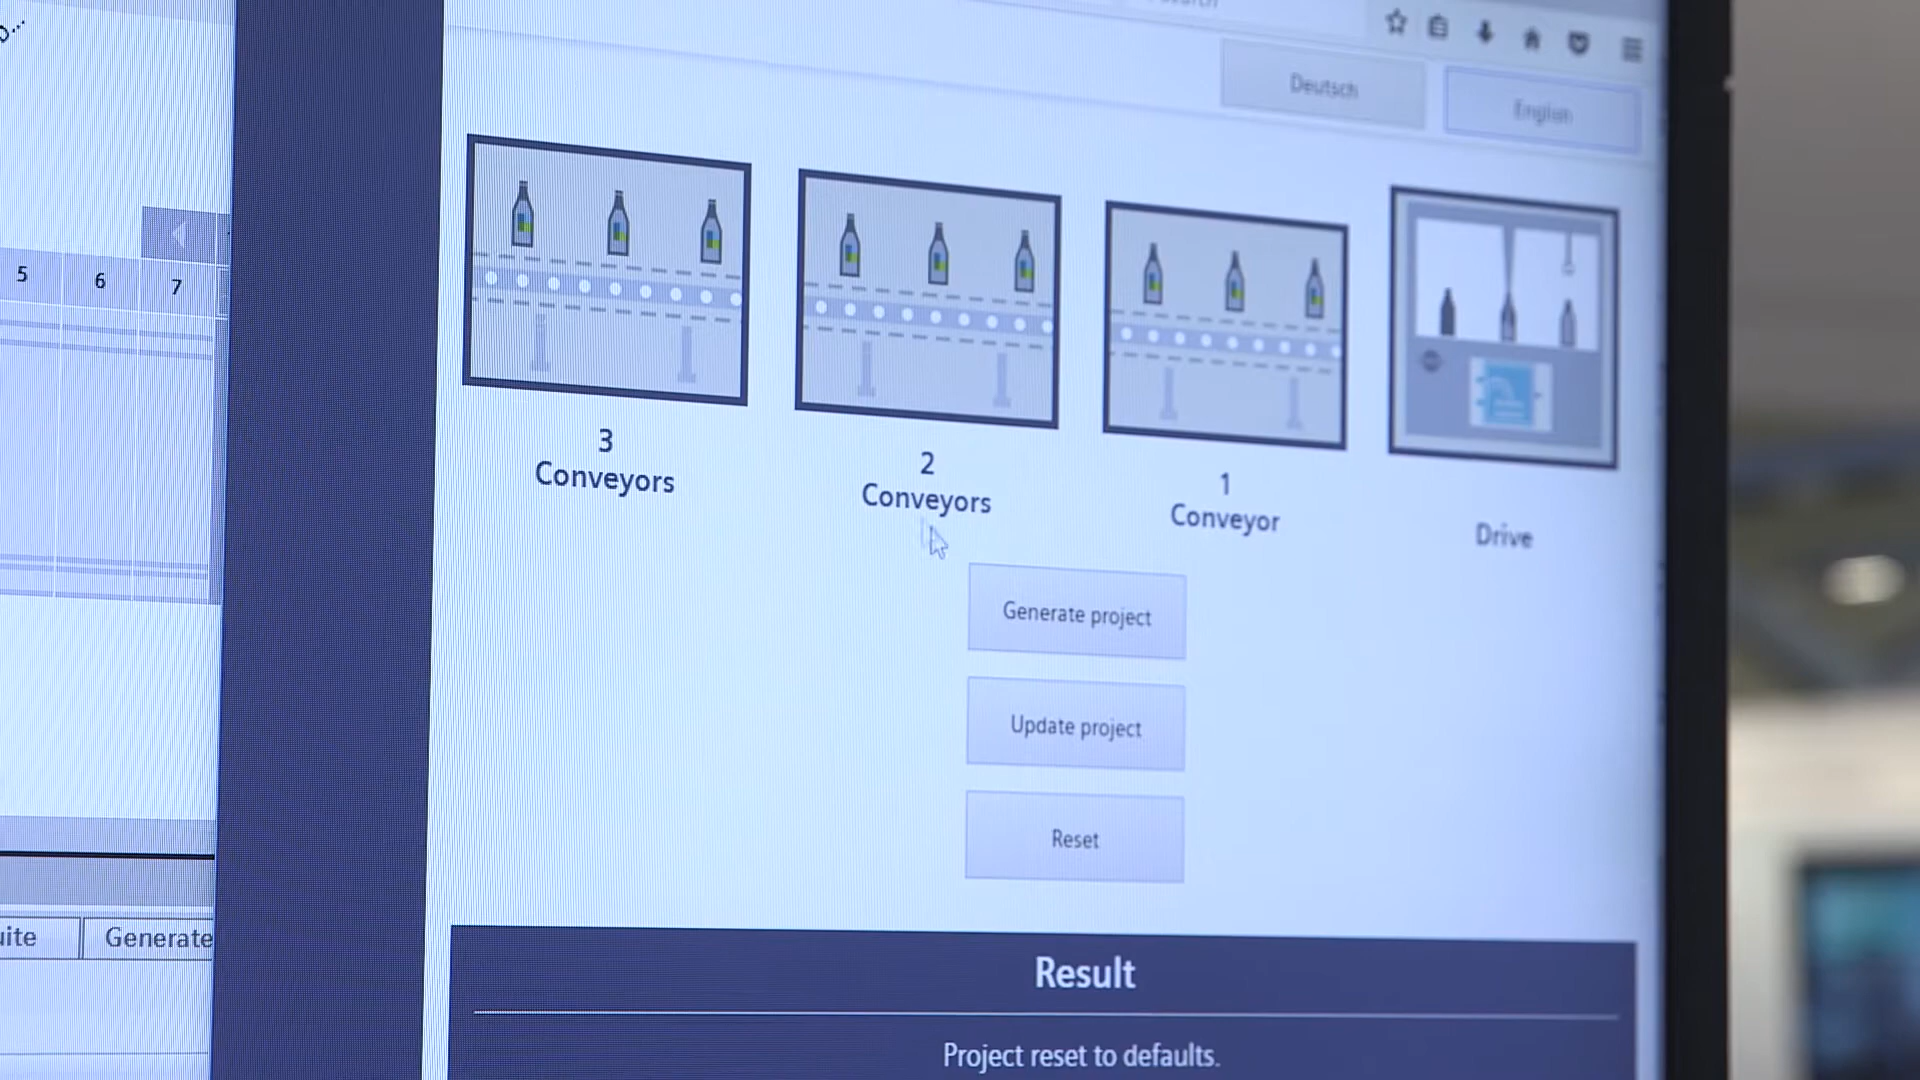 Deutsch
English
5
6
7
3
Conveyors
2
Conveyors
1
Conveyor
Drive
Generate project
Update project
Reset
Generate
Result
Project reset to defaults.